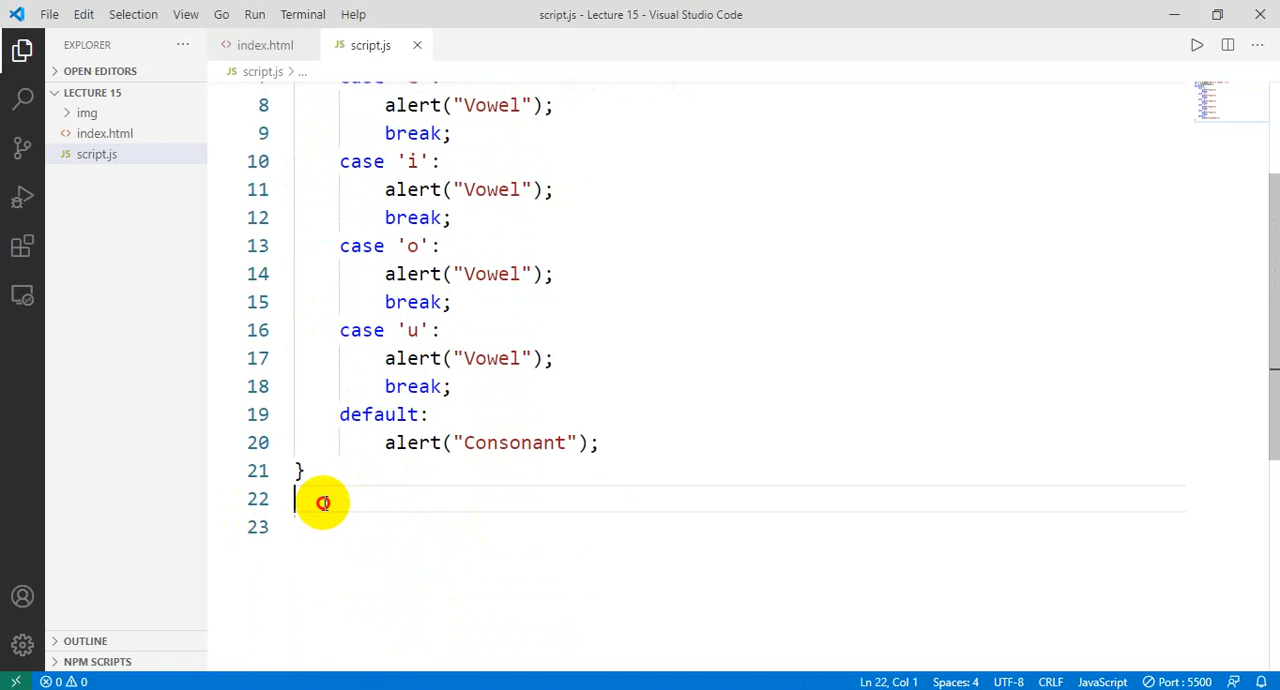 File Edit Selection View Go Run Terminal Help script.js - Lecture 15 - Visual Studio Code
EXPLORER ··· <> index.html JS script.js ×
> OPEN EDITORS JS script.js > ...
LECTURE 15
> img
<> index.html
JS script.js
8 alert("Vowel");
9 break;
10 case 'i':
11 alert("Vowel");
12 break;
13 case 'o':
14 alert("Vowel");
15 break;
16 case 'u':
17 alert("Vowel");
18 break;
19 default:
20 alert("Consonant");
21 }
22
23
> OUTLINE
> NPM SCRIPTS
0 0 Ln 22, Col 1 Spaces: 4 UTF-8 CRLF JavaScript Port : 5500